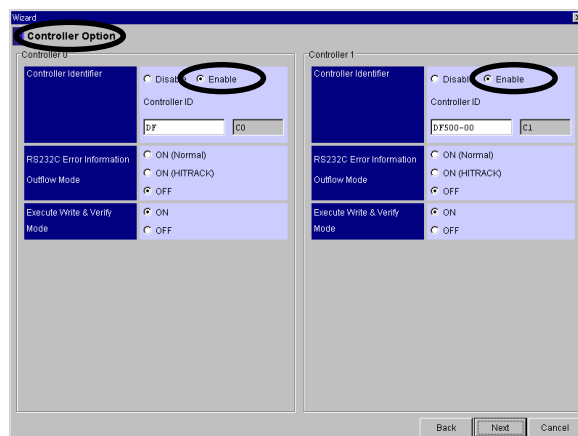 Wizard
Controller Option
Controller 0
Controller Identifier
Disable
Enable
Controller ID
DF
C0
RS232C Error Information
Outflow Mode
ON (Normal)
ON (HITRACK)
OFF
Execute Write & Verify
Mode
ON
OFF
Controller 1
Controller Identifier
Disable
Enable
Controller ID
DF500-00
C1
RS232C Error Information
Outflow Mode
ON (Normal)
ON (HITRACK)
OFF
Execute Write & Verify
Mode
ON
OFF
Back
Next
Cancel